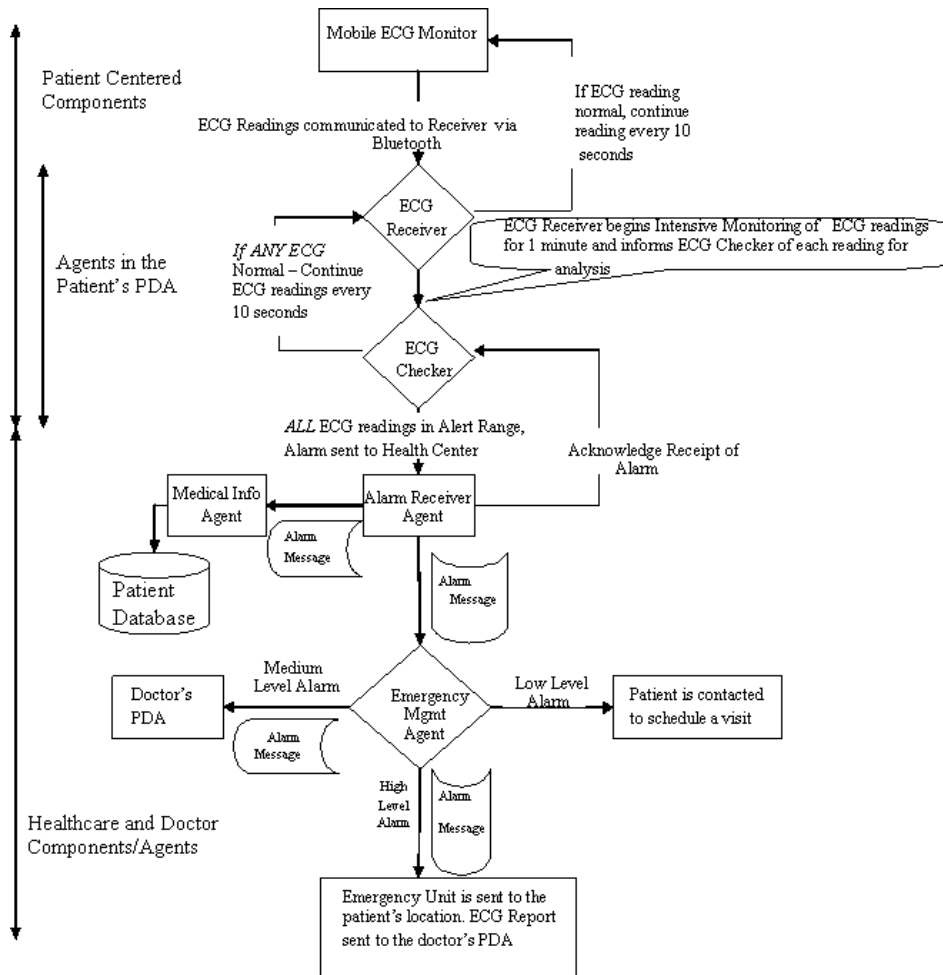 Mobile ECG Monitor
Patient Centered
Components
If ECG
reading
normal, continue
reading every 10
seconds
ECG Readings communicated to Receiver via
Bluetooth
ECG
Receiver
ECG Receiver begins Intensive Monitoring of ECG readings
for 1 minute and informs ECG Checker of each reading for
analysis
If ANY ECG
Normal – Continue
ECG readings every
10 seconds
Agents in the
Patient's PDA
ECG
Checker
ALL ECG readings in Alert Range,
Alarm sent to Health Center
Acknowledge Receipt of
Alarm
Medical Info
Agent
Alarm Receiver
Agent
Alarm
Message
Alarm
Message
Patient
Database
Medium
Level Alarm
Low Level
Alarm
Doctor's
PDA
Emergency
Mgmt
Agent
Patient is contacted
to schedule a visit
Alarm
Message
High
Level
Alarm
Alarm
Message
Healthcare and Doctor
Components/Agents
Emergency Unit is sent to the
patient's location. ECG Report
sent to the doctor's PDA